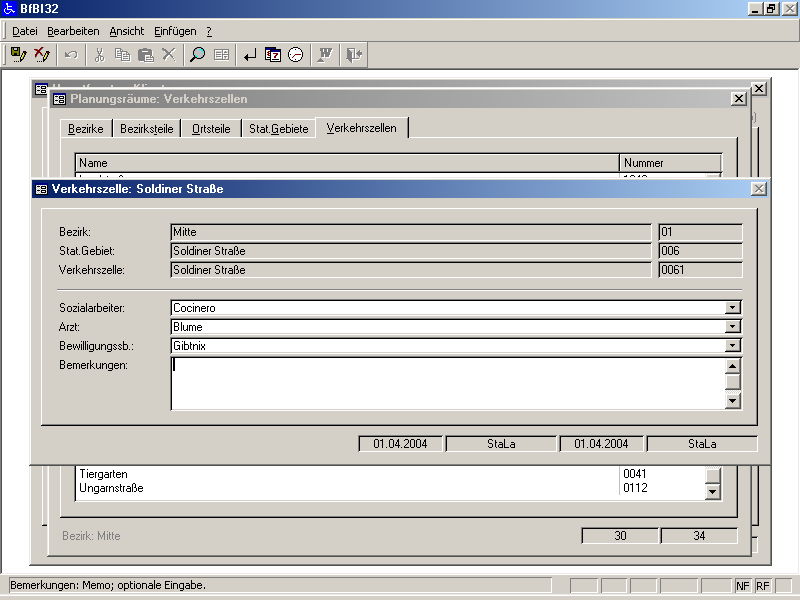 BfBI32
Datei Bearbeiten Ansicht Einfügen ?
Planungsräume: Verkehrszellen
Bezirke Bezirksteile Ortsteile Stat.Gebiete Verkehrszellen
Name Nummer
Verkehrszelle: Soldiner Straße
Bezirk: Mitte 01
Stat.Gebiet: Soldiner Straße 006
Verkehrszelle: Soldiner Straße 0061
Sozialarbeiter: Cocinero
Arzt: Blume
Bewilligungssb.: Gibtnix
Bemerkungen:
01.04.2004 StaLa 01.04.2004 StaLa
Tiergarten 0041
Ungarnstraße 0112
Bezirk: Mitte 30 34
Bemerkungen: Memo; optionale Eingabe. NF RF